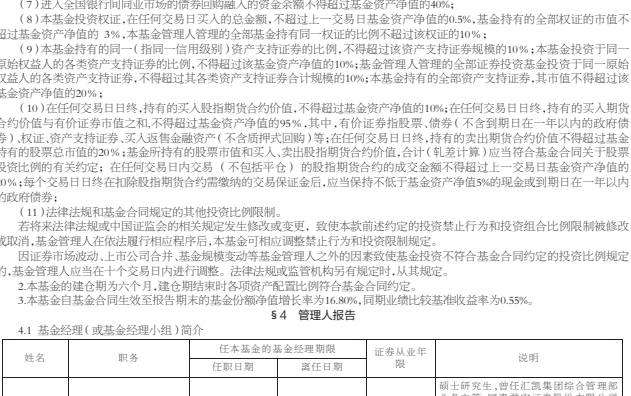 (7)进入全国银行间同业市场的债券回购融入的资金余额不得超过基金资产净值的40%;
(8)本基金投资权证,在任何交易日买入的总金额,不超过上一交易日基金资产净值的0.5%,基金持有的全部权证的市值不
超过基金资产净值的 3%,本基金管理人管理的全部基金持有同一权证的比例不超过该权证的10%;
(9)本基金持有的同一(指同一信用级别)资产支持证券的比例,不得超过该资产支持证券规模的10%;本基金投资于同一
原始权益人的各类资产支持证券的比例,不得超过该基金资产净值的10%;基金管理人管理的全部证券投资基金投资于同一原始
权益人的各类资产支持证券,不得超过其各类资产支持证券合计规模的10%;本基金持有的全部资产支持证券,其市值不得超过该
基金资产净值的20%;
(10)在任何交易日日终,持有的买入股指期货合约价值,不得超过基金资产净值的10%;在任何交易日日终,持有的买入期货
合约价值与有价证券市值之和,不得超过基金资产净值的95%,其中,有价证券指股票、债券(不含到期日在一年以内的政府债
券)、权证、资产支持证券、买入返售金融资产(不含质押式回购)等;在任何交易日日终,持有的卖出期货合约价值不得超过基金
持有的股票总市值的20%;基金所持有的股票市值和买入、卖出股指期货合约价值,合计(轧差计算)应当符合基金合同关于股票
投资比例的有关约定;在任何交易日内交易(不包括平仓)的股指期货合约的成交金额不得超过上一交易日基金资产净值的
20%;每个交易日日终在扣除股指期货合约需缴纳的交易保证金后,应当保持不低于基金资产净值5%的现金或到期日在一年以内
的政府债券;
(11)法律法规和基金合同规定的其他投资比例限制。
若将来法律法规或中国证监会的相关规定发生修改或变更,致使本款前述约定的投资禁止行为和投资组合比例限制被修改
或取消,基金管理人在依法履行相应程序后,本基金可相应调整禁止行为和投资限制规定。
因证券市场波动、上市公司合并、基金规模变动等基金管理人之外的因素致使基金投资不符合基金合同约定的投资比例规定
的,基金管理人应当在十个交易日内进行调整。法律法规或监管机构另有规定时,从其规定。
2.本基金的建仓期为六个月,建仓期结束时各项资产配置比例符合基金合同约定。
3.本基金自基金合同生效至报告期末的基金份额净值增长率为16.80%,同期业绩比较基准收益率为0.55%。
§4 管理人报告
4.1 基金经理(或基金经理小组)简介
姓名 职务 任本基金的基金经理期限 证券从业年限 说明
任职日期 离任日期
硕士研究生,曾任汇凯集团综合管理部